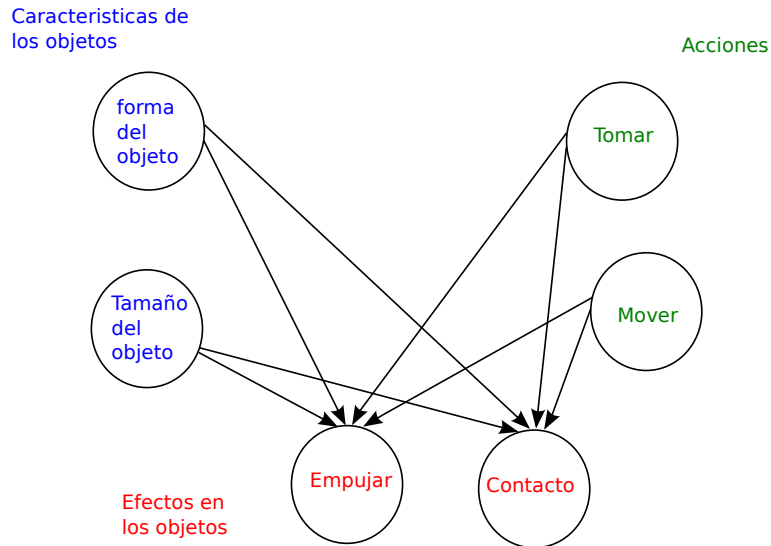 Caracteristicas de
los objetos
Acciones
forma
del
objeto
Tomar
Tamaño
del
objeto
Mover
Empujar
Contacto
Efectos en
los objetos